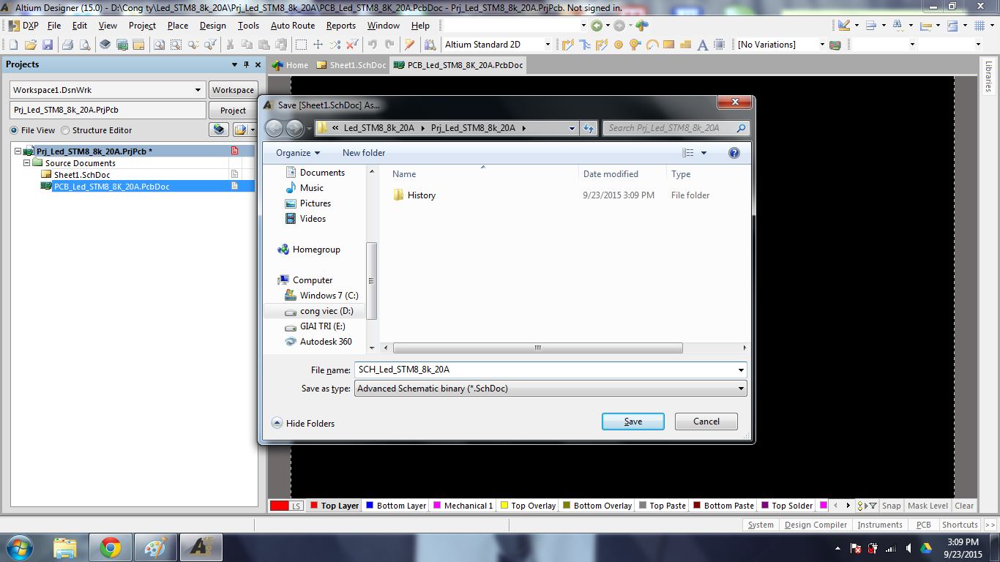 Altium Designer (15.0) - D:\Cong ty\Led_STM8_8k_20A\Prj_Led_STM8_8k_20A\PCB_Led_STM8_8K_20A.PcbDoc - Prj_Led_STM8_8k_20A.PrjPcb. Not signed in.
DXP File Edit View Project Place Design Tools Auto Route Reports Window Help
Altium Standard 2D [No Variations]
Projects
Home Sheet1.SchDoc PCB_Led_STM8_8K_20A.PcbDoc
Libraries
Workspace1.DsnWrk Workspace
Prj_Led_STM8_8k_20A.PrjPcb Project
File View Structure Editor
Prj_Led_STM8_8k_20A.PrjPcb *
Source Documents
Sheet1.SchDoc
PCB_Led_STM8_8K_20A.PcbDoc
Save [Sheet1.SchDoc] As...
« Led_STM8_8k_20A Prj_Led_STM8_8k_20A Search Prj_Led_STM8_8k_20A
Organize New folder
Documents
Music
Pictures
Videos
Homegroup
Computer
Windows 7 (C:)
cong viec (D:)
GIAI TRI (E:)
Autodesk 360
Name Date modified Type
History 9/23/2015 3:09 PM File folder
File name: SCH_Led_STM8_8k_20A
Save as type: Advanced Schematic binary (*.SchDoc)
Hide Folders Save Cancel
LS Top Layer Bottom Layer Mechanical 1 Top Overlay Bottom Overlay Top Paste Bottom Paste Top Solder Snap Mask Level Clear
System Design Compiler Instruments PCB Shortcuts >>
3:09 PM
9/23/2015